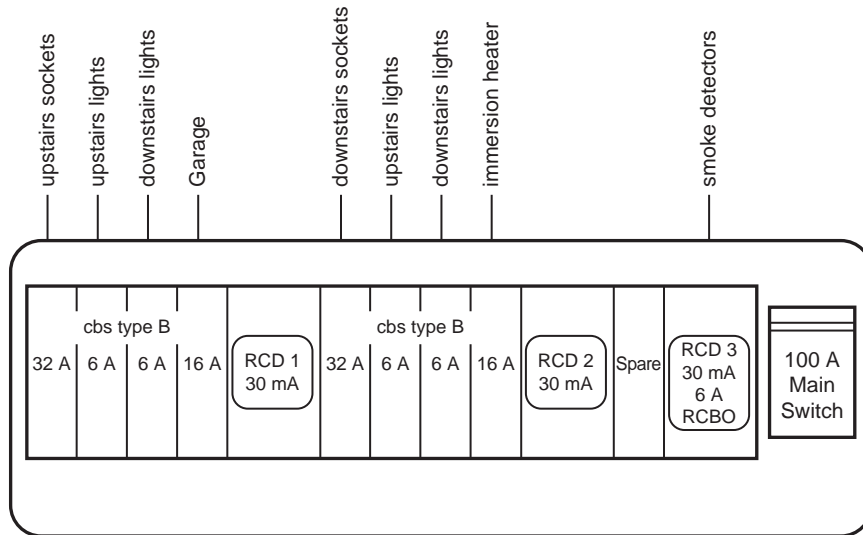 upstairs sockets
upstairs lights
downstairs lights
Garage
downstairs sockets
upstairs lights
downstairs lights
immersion heater
smoke detectors
cbs type B
32 A
6 A
6 A
16 A
RCD 1
30 mA
cbs type B
32 A
6 A
6 A
16 A
RCD 2
30 mA
Spare
RCD 3
30 mA
6 A
RCBO
100 A
Main
Switch